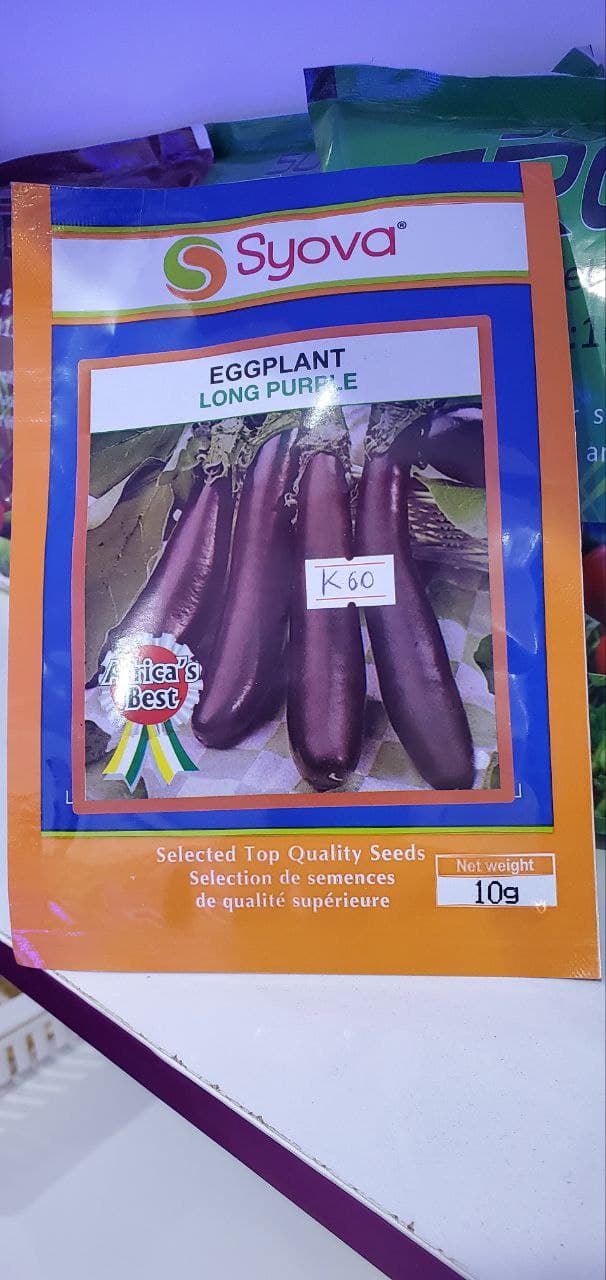 Syova®
EGGPLANT
LONG PURPLE
K60
Africa's
Best
Selected Top Quality Seeds
Selection de semences
de qualité supérieure
Net weight
10g